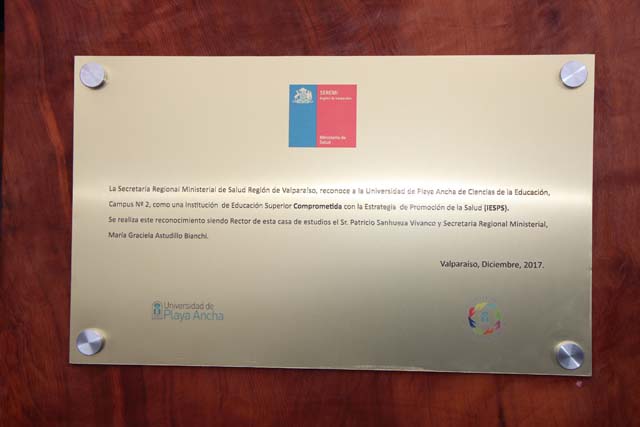 SEREMI
Región de Valparaíso
Ministerio de
Salud
La Secretaría Regional Ministerial de Salud Región de Valparaíso, reconoce a la Universidad de Playa Ancha de Ciencias de la Educación,
Campus Nº 2, como una Institución de Educación Superior Comprometida con la Estrategia de Promoción de la Salud (IESPS).
Se realiza este reconocimiento siendo Rector de esta casa de estudios el Sr. Patricio Sanhueza Vivanco y Secretaria Regional Ministerial,
María Graciela Astudillo Bianchi.
Valparaíso, Diciembre, 2017.
Universidad de
Playa Ancha